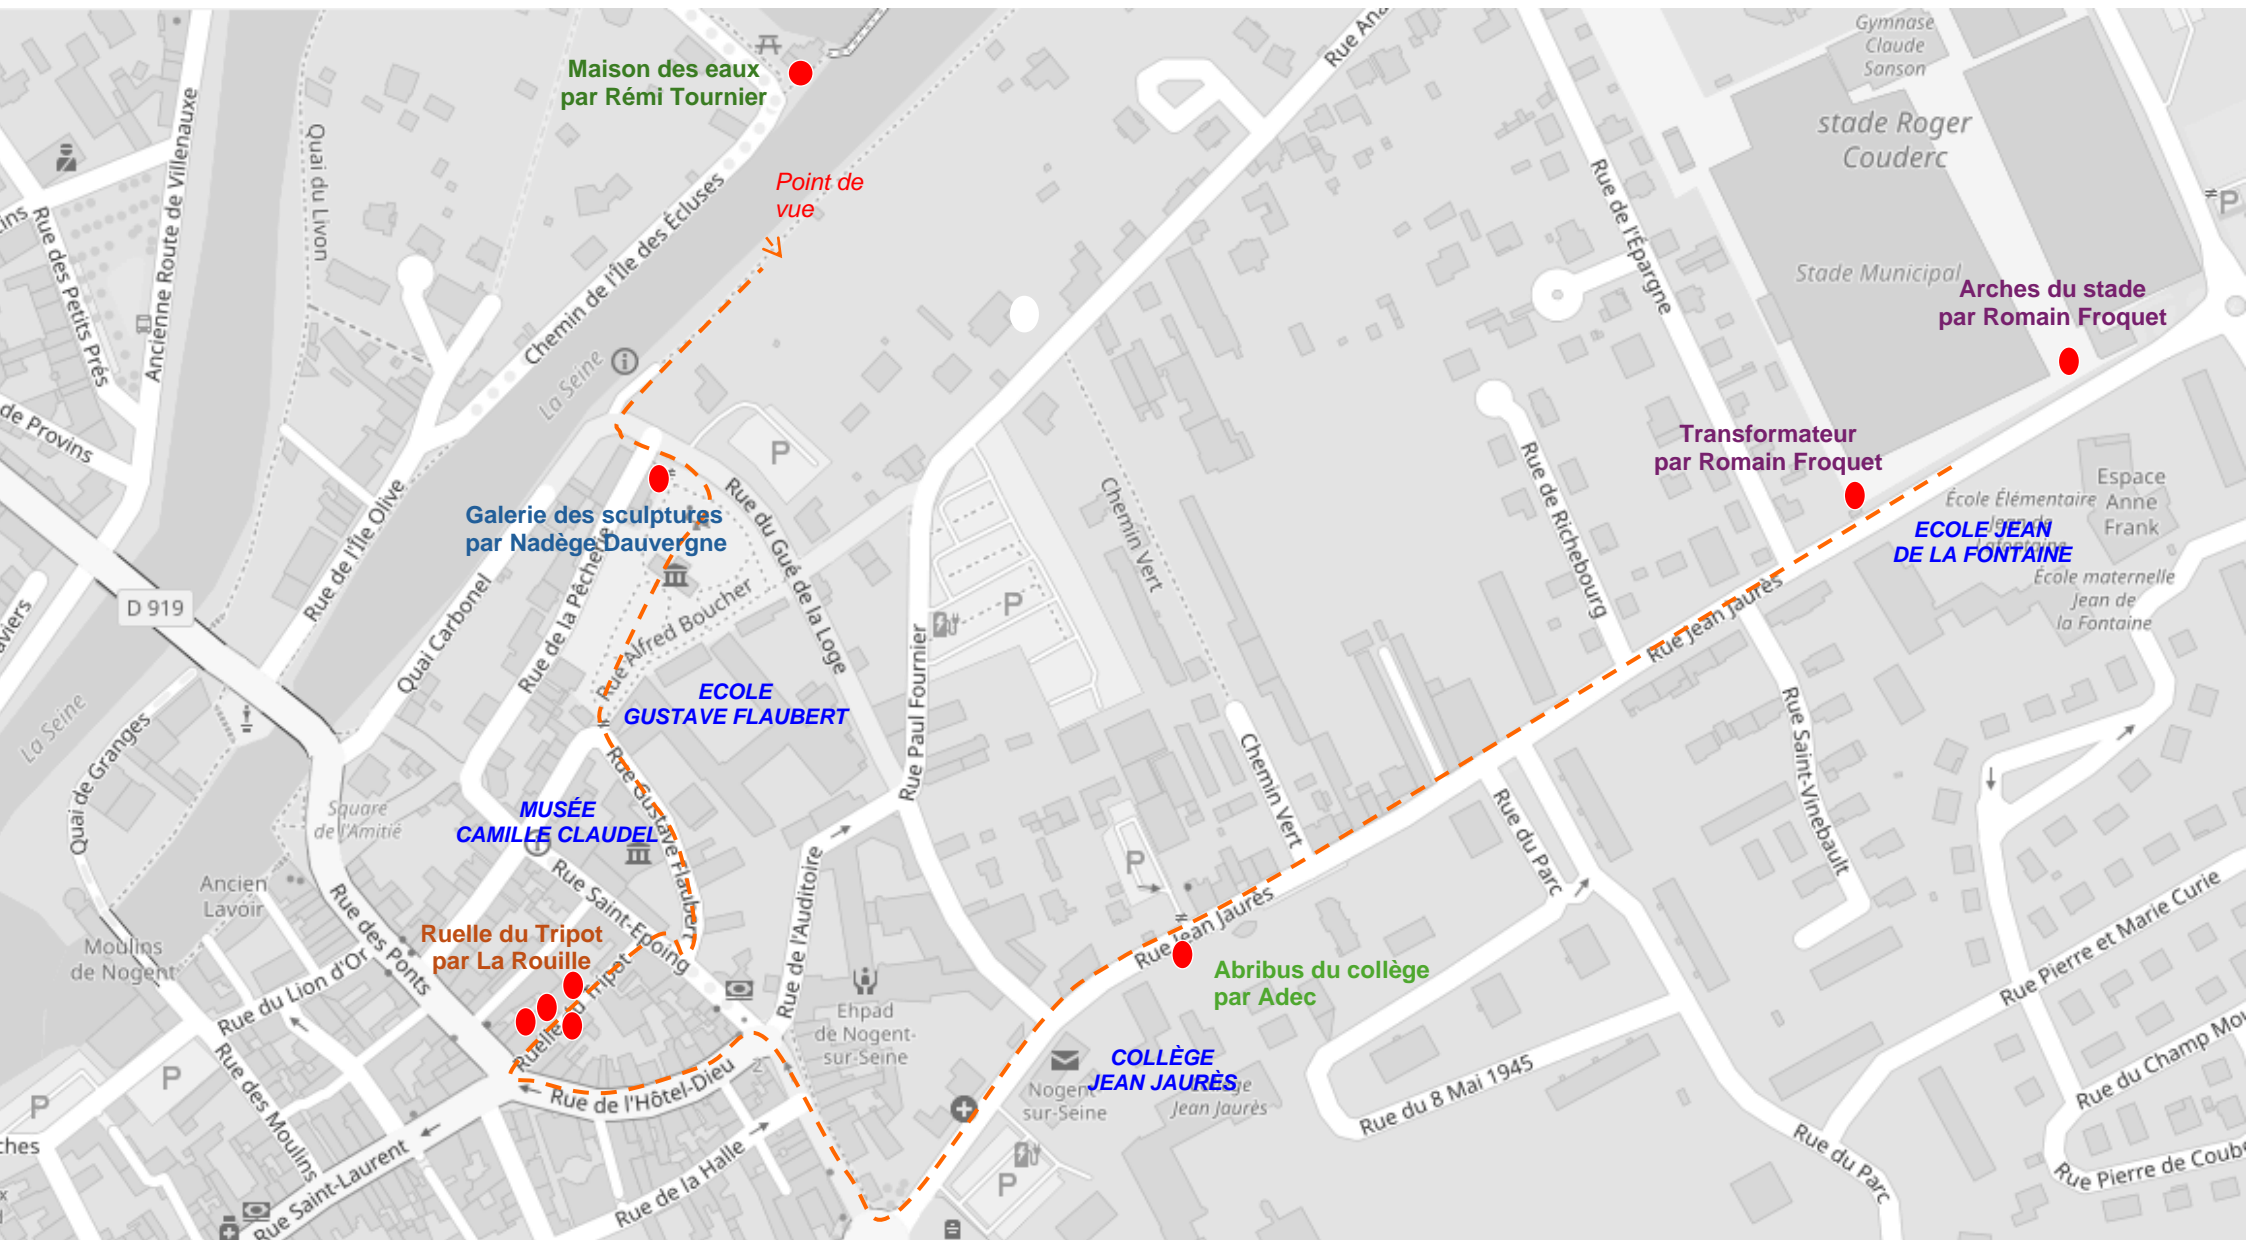 Gymnase
Claude
Sanson
Maison des eaux
par Rémi Tournier
stade Roger
Couderc
Ancienne Route de Villenauxe
Quai du Livon
Point de
vue
Rue de l'Épargne
P
Rue des Petits Prés
Chemin de l'Île des Écluses
Stade Municipal
Arches du stade
par Romain Froquet
La Seine
de Provins
Transformateur
par Romain Froquet
P
Rue de l'Île Olive
Rue du Gué de la Loge
Chemin Vert
Rue de Richebourg
Espace
Anne
Frank
École Élémentaire
Galerie des sculptures
par Nadège Dauvergne
ECOLE JEAN
DE LA FONTAINE
École maternelle
Jean de
la Fontaine
D 919
Quai Carbonel
Rue de la Pêcherie
Rue Alfred Boucher
P
Rue Jean Jaurès
ECOLE
GUSTAVE FLAUBERT
Rue Paul Fournier
La Seine
Quai de Granges
Chemin Vert
Rue Saint-Vinebault
Square
de l'Amitié
MUSÉE
CAMILLE CLAUDEL
Rue Gustave Flaubert
Rue du Parc
P
Ancien
Lavoir
Rue Saint-Epoing
Rue de l'Auditoire
Rue des Ponts
Rue Jean Jaurès
Rue Pierre et Marie Curie
Moulins
de Nogent
Ruelle du Tripot
par La Rouille
Ruelle du Tripot
Rue du Lion d'Or
Abribus du collège
par Adec
Ehpad
de Nogent-
sur-Seine
COLLÈGE
JEAN JAURÈS
Nogent-
sur-Seine
Jean Jaurès
Rue de l'Hôtel-Dieu
2
P
P
Rue des Moulins
Rue du 8 Mai 1945
Rue du Parc
P
Rue Saint-Laurent
Rue de la Halle